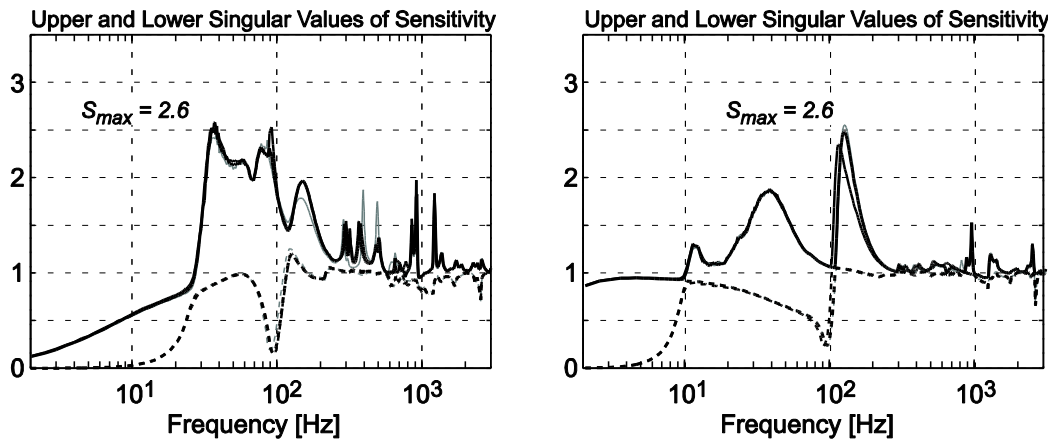 Upper and Lower Singular Values of Sensitivity
3
2
1
0
S_max = 2.6
10^1
10^2
10^3
Frequency [Hz]
Upper and Lower Singular Values of Sensitivity
3
2
1
0
S_max = 2.6
10^1
10^2
10^3
Frequency [Hz]